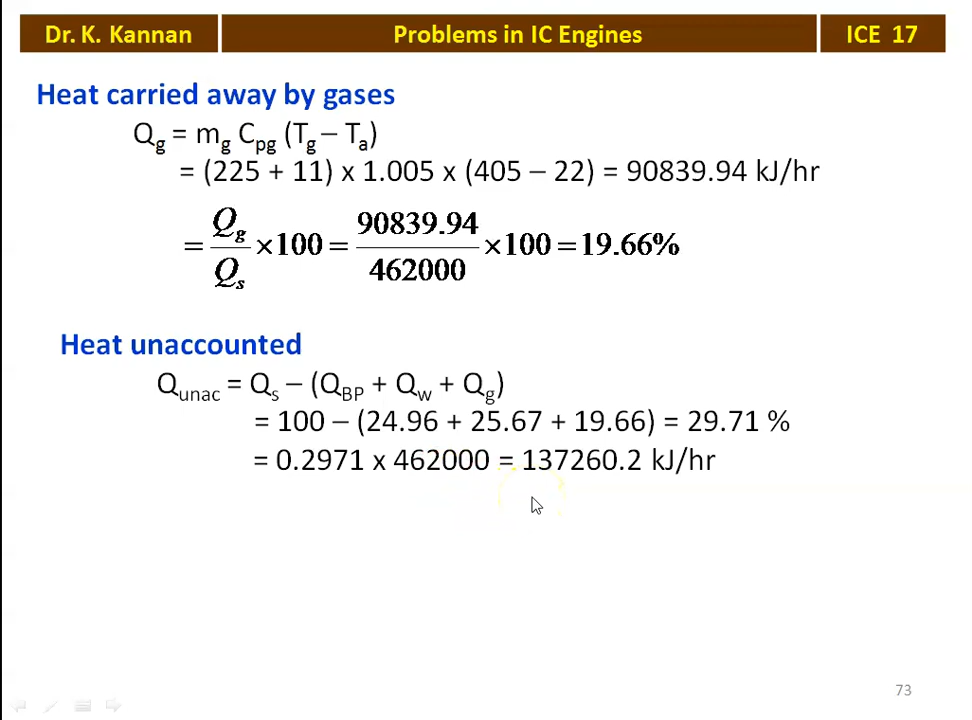 Dr. K. Kannan Problems in IC Engines ICE 17
Heat carried away by gases
Qg = mg Cpg (Tg – Ta)
= (225 + 11) x 1.005 x (405 – 22) = 90839.94 kJ/hr
= Qg/Qs ×100 = 90839.94/462000 ×100 = 19.66%
Heat unaccounted
Qunac = Qs – (QBP + Qw + Qg)
= 100 – (24.96 + 25.67 + 19.66) = 29.71 %
= 0.2971 x 462000 = 137260.2 kJ/hr
73